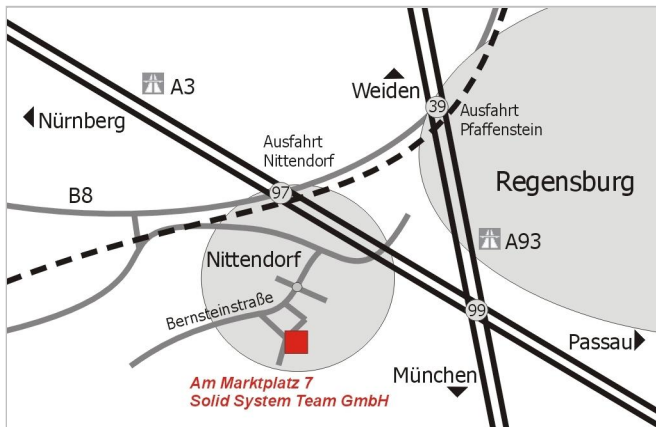 A3
Weiden
39
Ausfahrt
Pfaffenstein
Nürnberg
Ausfahrt
Nittendorf
Regensburg
97
B8
A93
Nittendorf
Bernsteinstraße
99
Passau
München
Am Marktplatz 7
Solid System Team GmbH